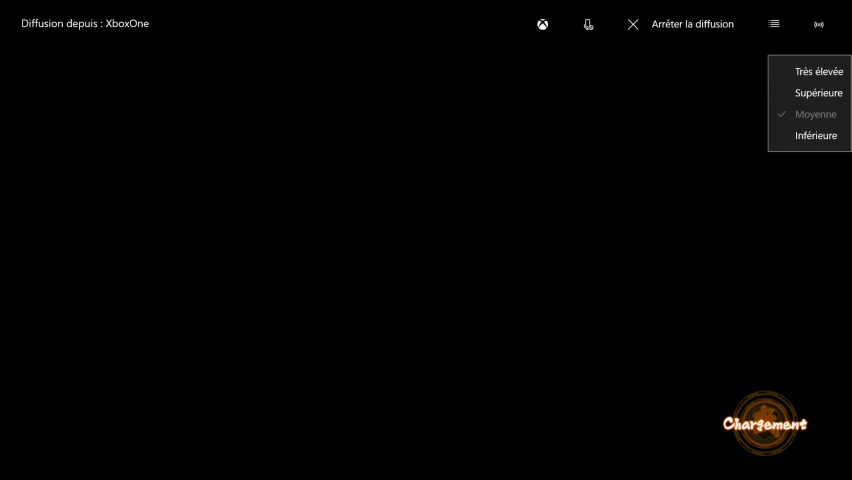 Diffusion depuis : XboxOne
Arrêter la diffusion
Très élevée
Supérieure
Moyenne
Inférieure
Chargement